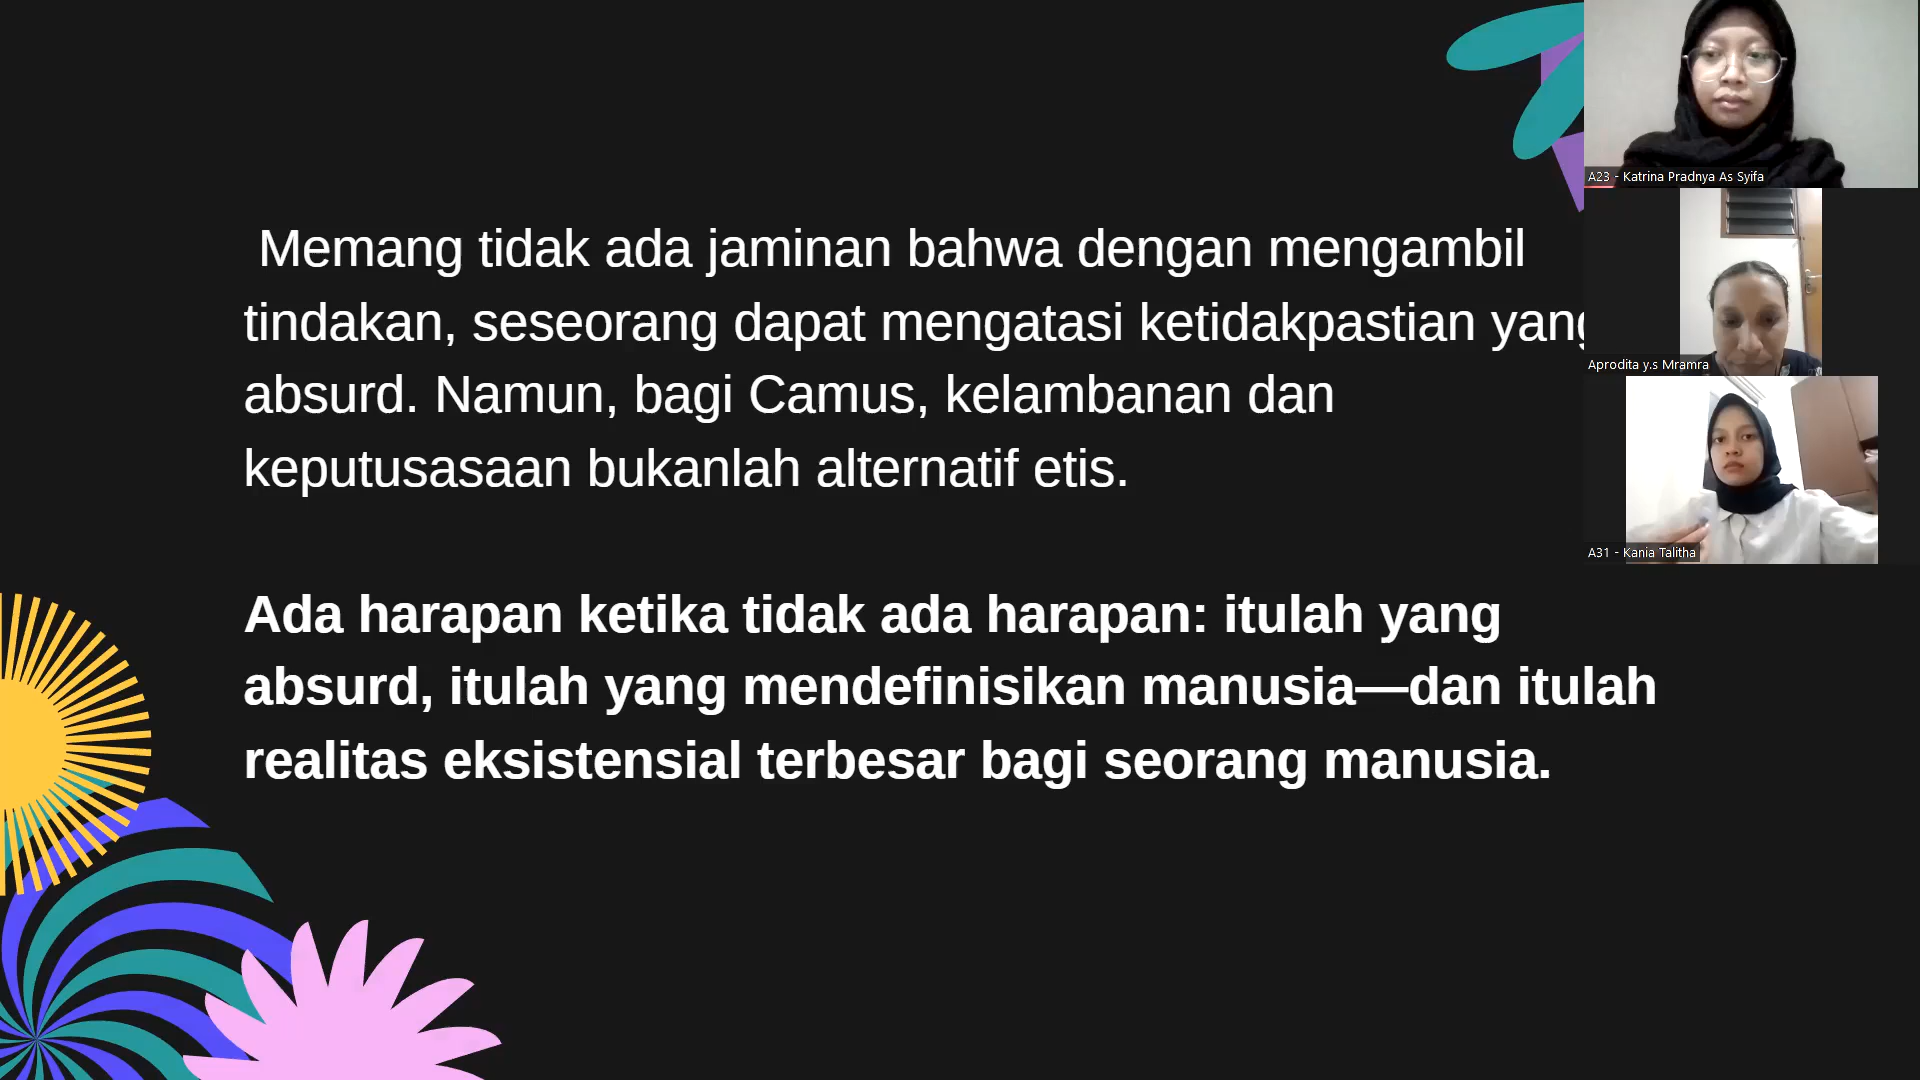 Memang tidak ada jaminan bahwa dengan mengambil
tindakan, seseorang dapat mengatasi ketidakpastian yang
absurd. Namun, bagi Camus, kelambanan dan
keputusasaan bukanlah alternatif etis.
Ada harapan ketika tidak ada harapan: itulah yang
absurd, itulah yang mendefinisikan manusia—dan itulah
realitas eksistensial terbesar bagi seorang manusia.
A23 - Katrina Pradnya As Syifa
Aprodita y.s Mramra
A31 - Kania Talitha